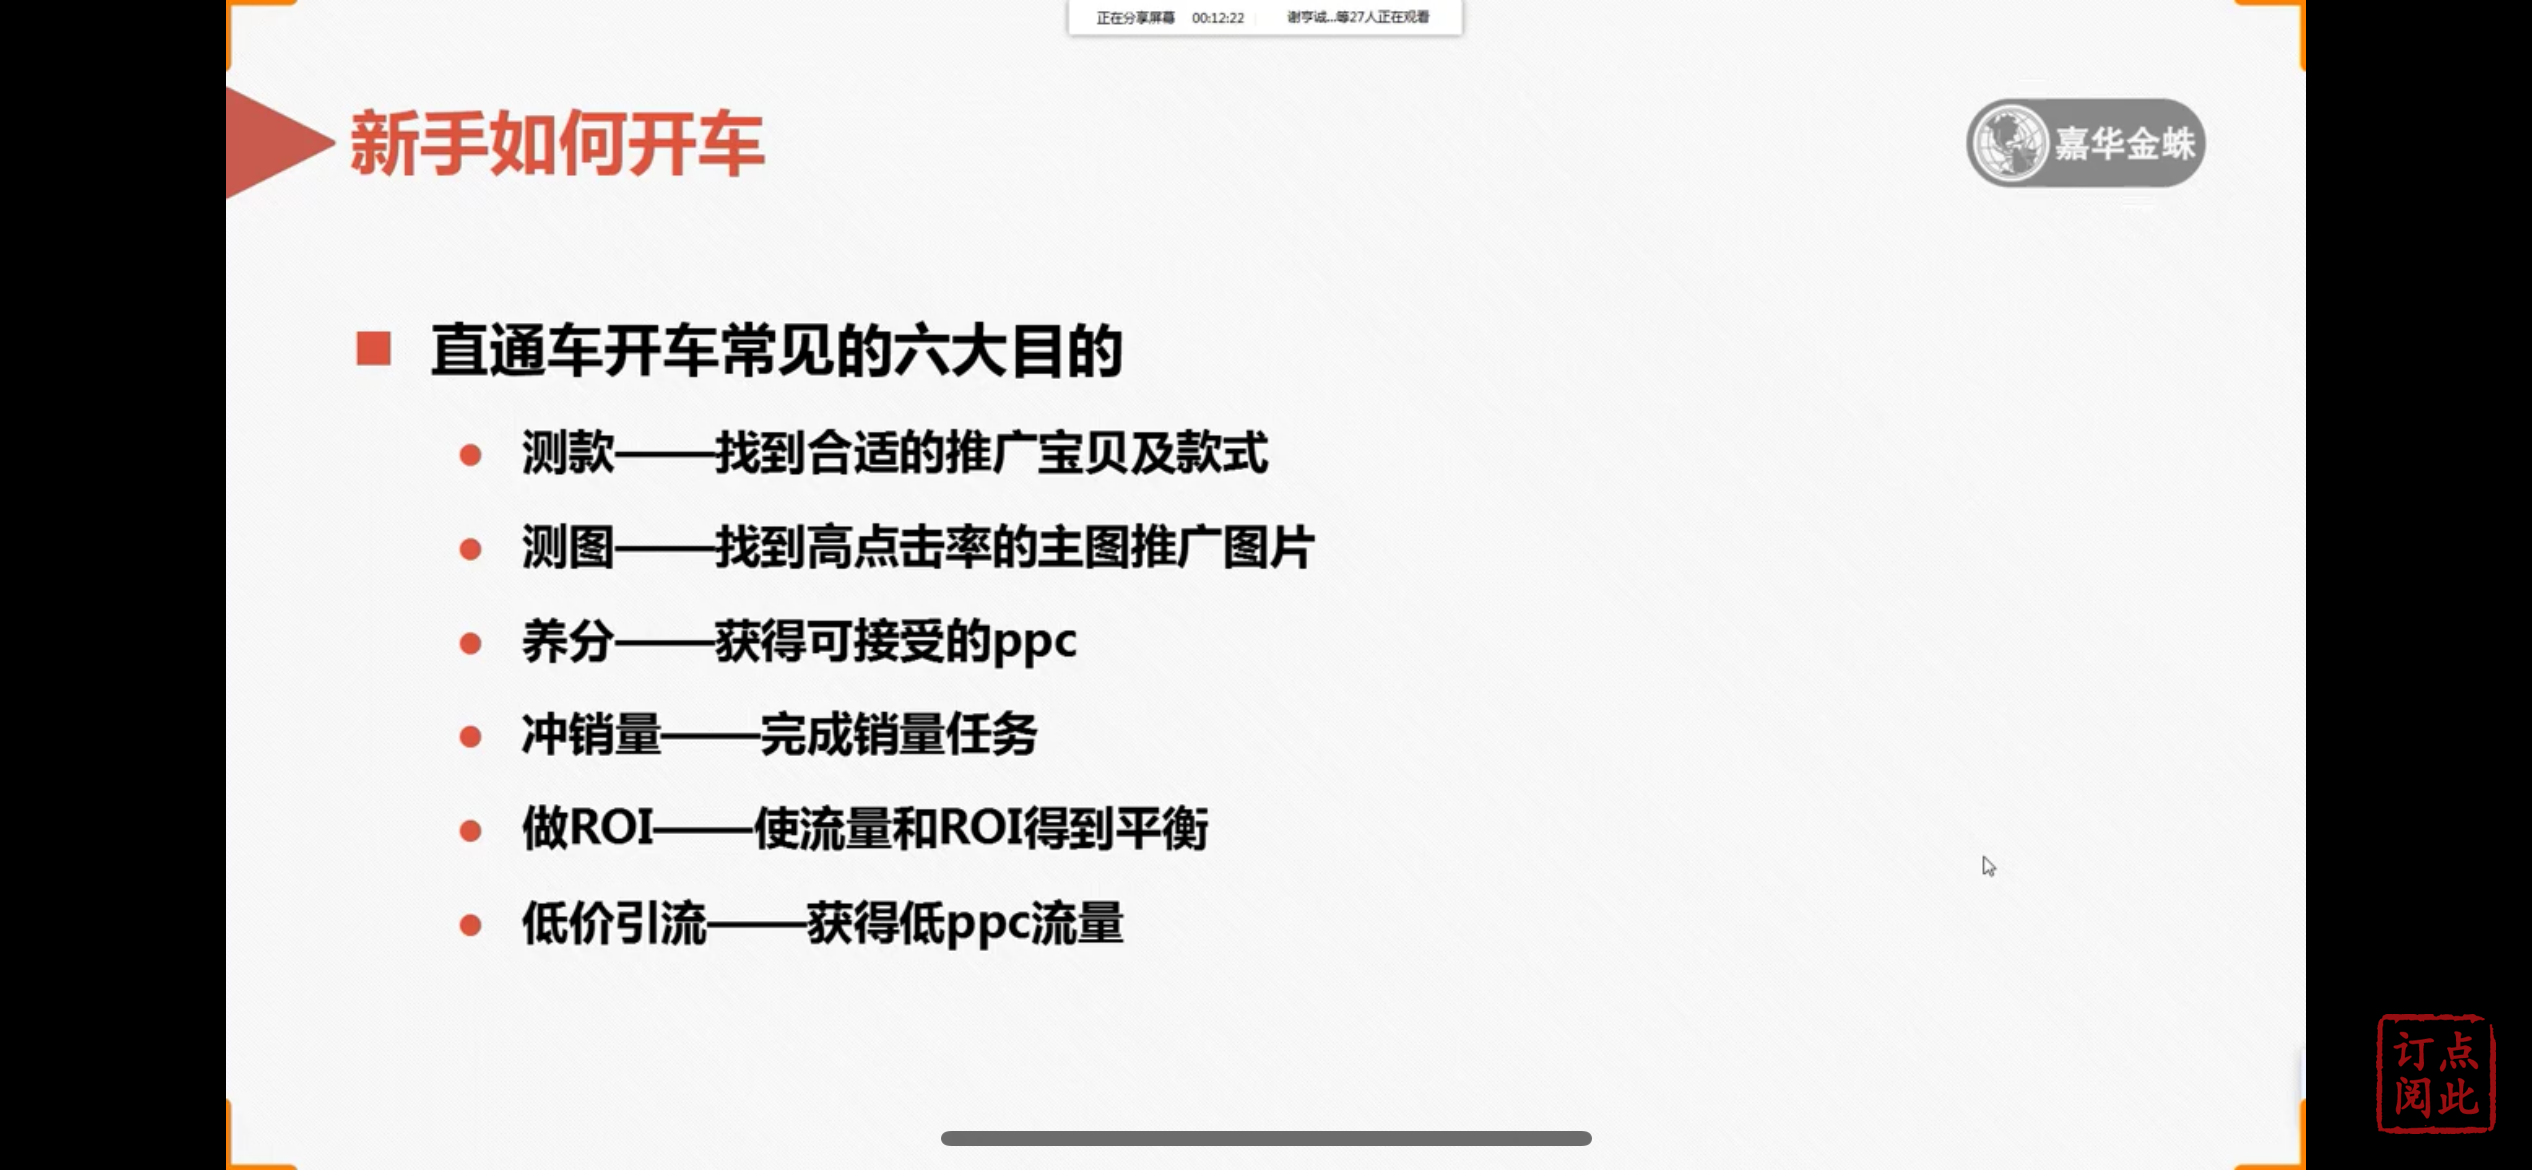 正在分享屏幕 00:12:22 谢亨诚...等27人正在观看
新手如何开车
嘉华金蛛
直通车开车常见的六大目的
测款——找到合适的推广宝贝及款式
测图——找到高点击率的主图推广图片
养分——获得可接受的ppc
冲销量——完成销量任务
做ROI——使流量和ROI得到平衡
低价引流——获得低ppc流量
点此
订阅